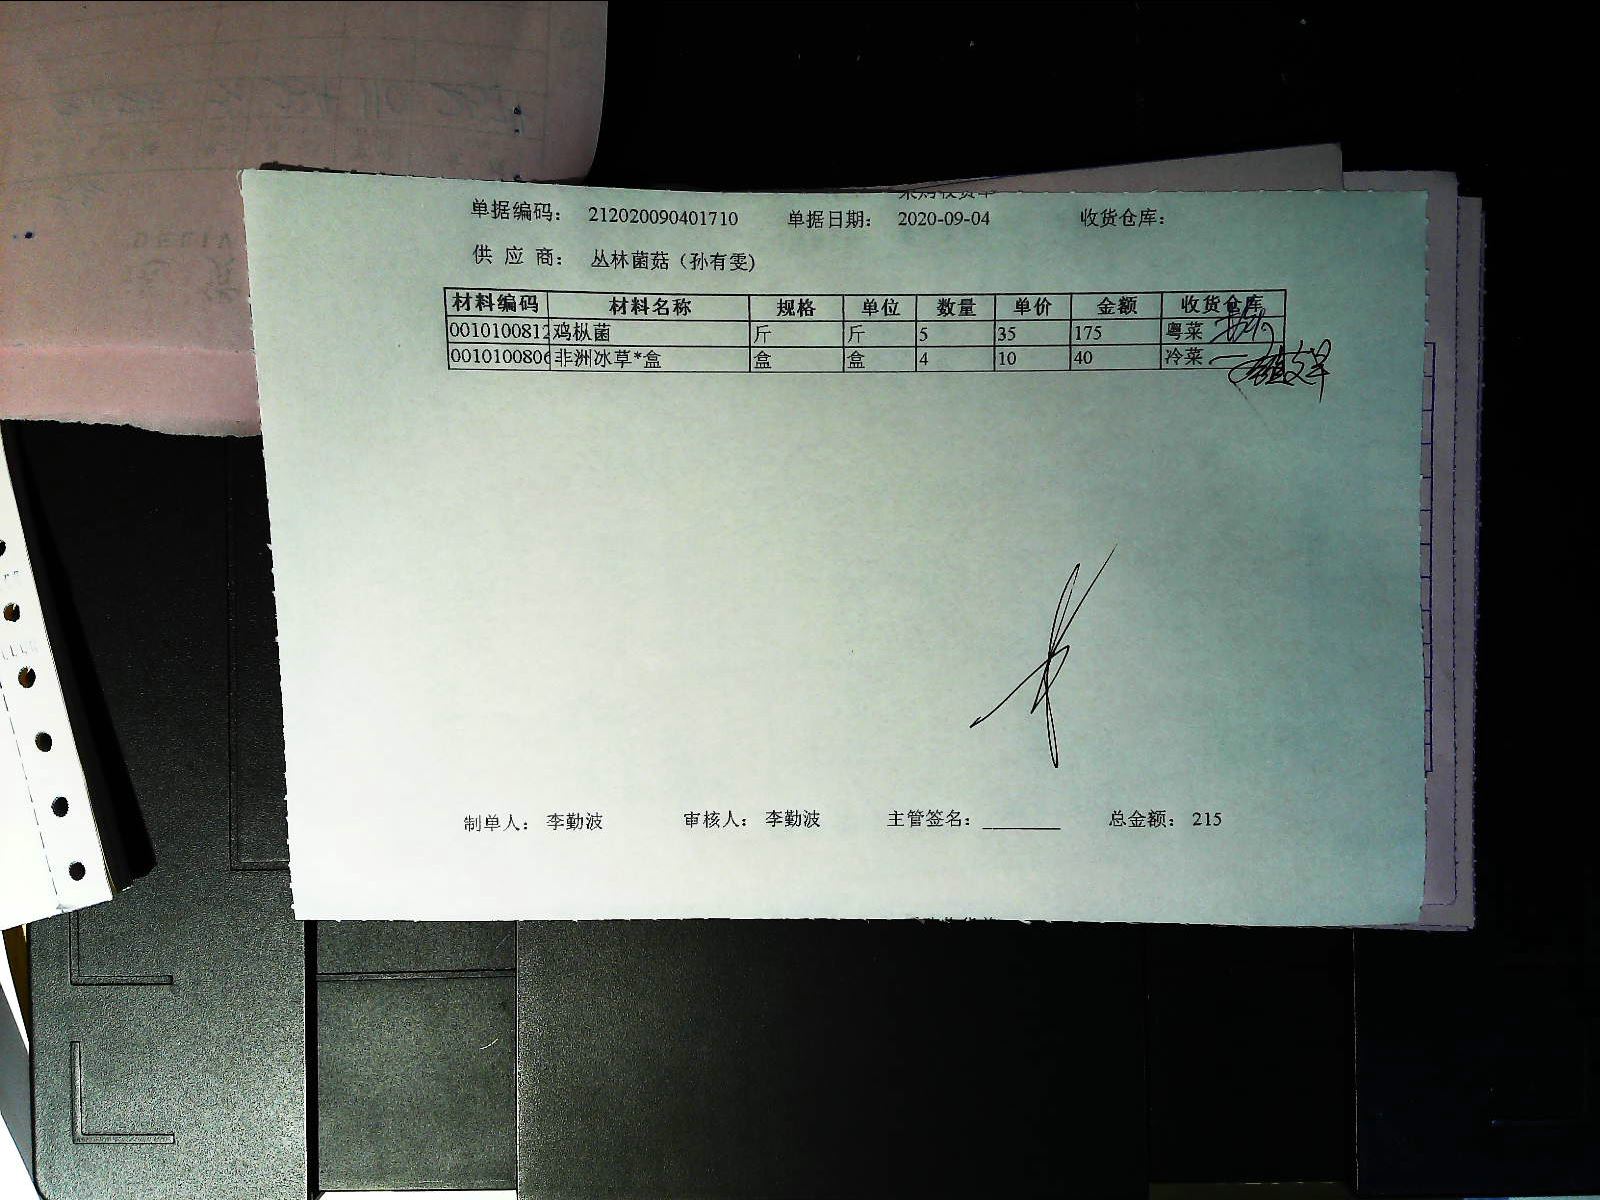 单据编码: 212020090401710 单据日期: 2020-09-04 收货仓库:
供 应 商: 丛林菌菇（孙有雯)
材料编码 材料名称 规格 单位 数量 单价 金额 收货仓库
0010100812 鸡枞菌 斤 斤 5 35 175 粤菜
001010080 非洲冰草*盒 盒 盒 4 10 40 冷菜
制单人: 李勤波 审核人: 李勤波 主管签名: ________ 总金额: 215